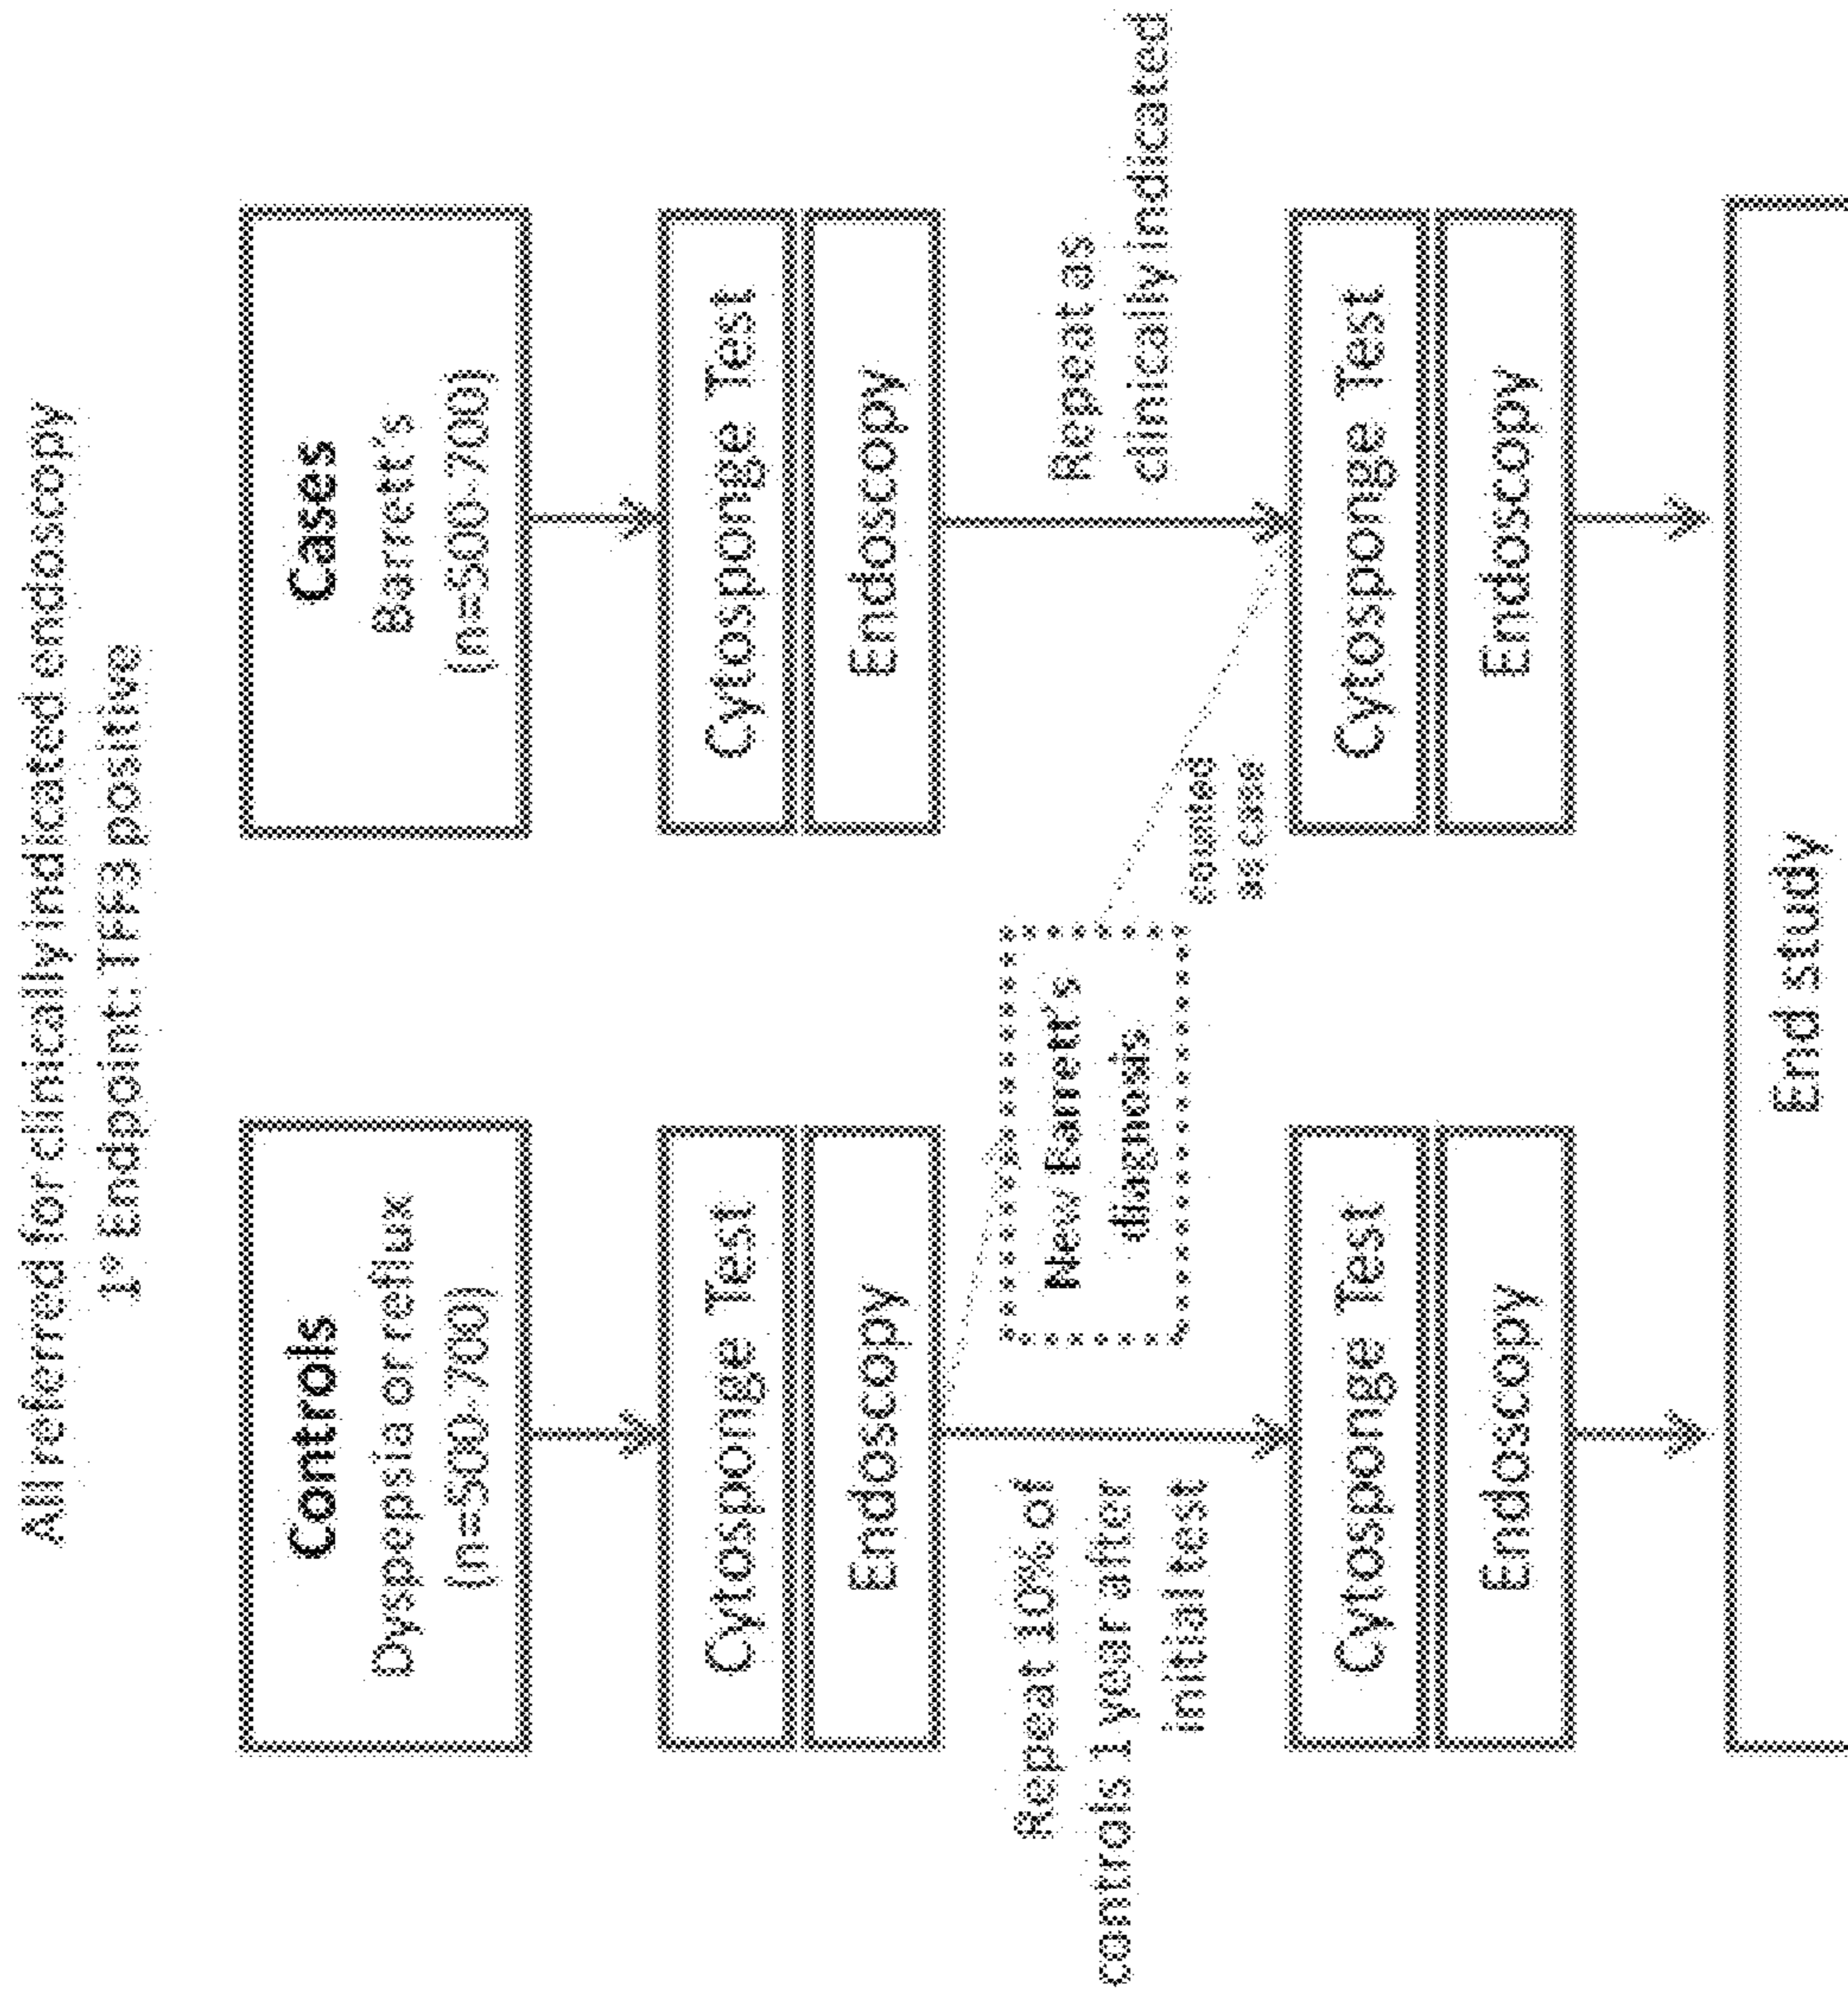 All referred for clinically indicated endoscopy
1° Endpoint: TFF3 positive
Controls
Dyspepsia or reflux
(n=500-700)
Cases
Barrett's
(n=500-700)
Cytosponge Test
Endoscopy
Cytosponge Test
Endoscopy
Repeat 10% of
controls 1 year after
initial test
New Barrett's
diagnosis
counted
as case
Repeat as
clinically indicated
Cytosponge Test
Endoscopy
Cytosponge Test
Endoscopy
End study